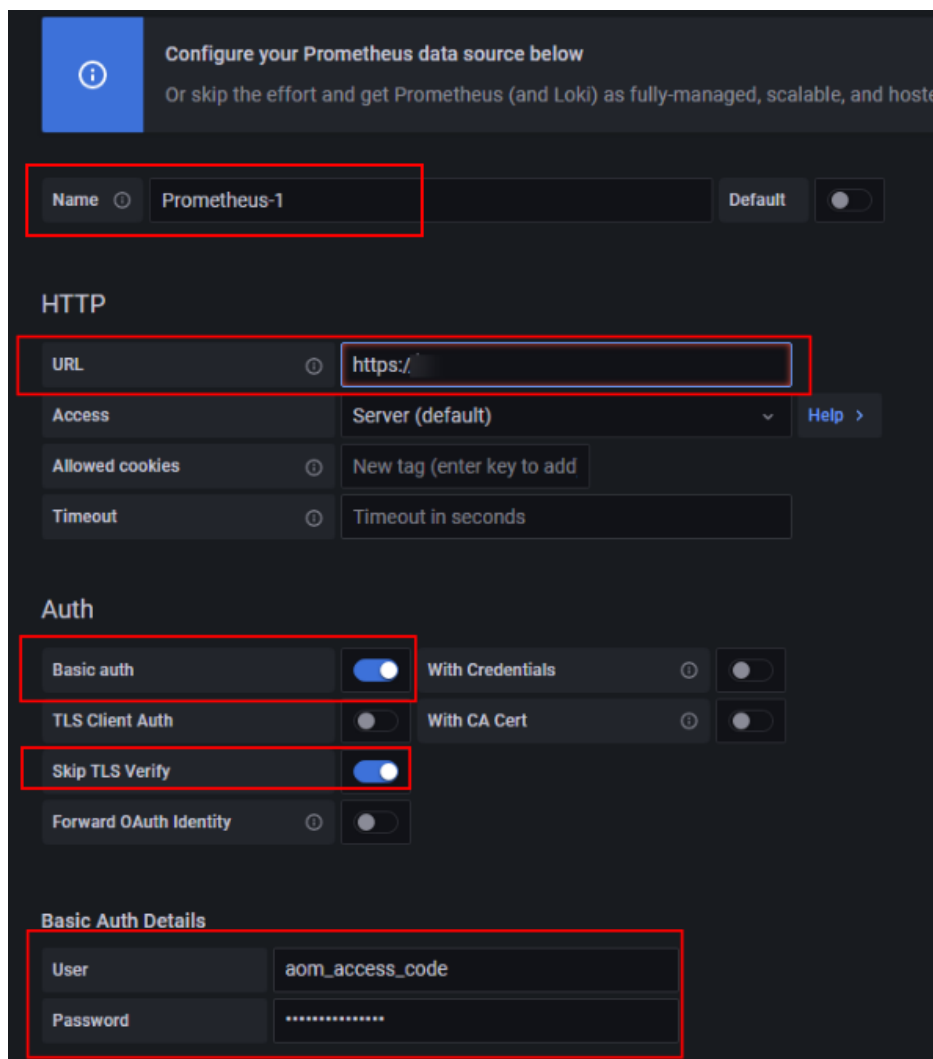 Configure your Prometheus data source below
Or skip the effort and get Prometheus (and Loki) as fully-managed, scalable, and hoste
Name Prometheus-1 Default
HTTP
URL https:/
Access Server (default) Help >
Allowed cookies New tag (enter key to add
Timeout Timeout in seconds
Auth
Basic auth With Credentials
TLS Client Auth With CA Cert
Skip TLS Verify
Forward OAuth Identity
Basic Auth Details
User aom_access_code
Password •••••••••••••••